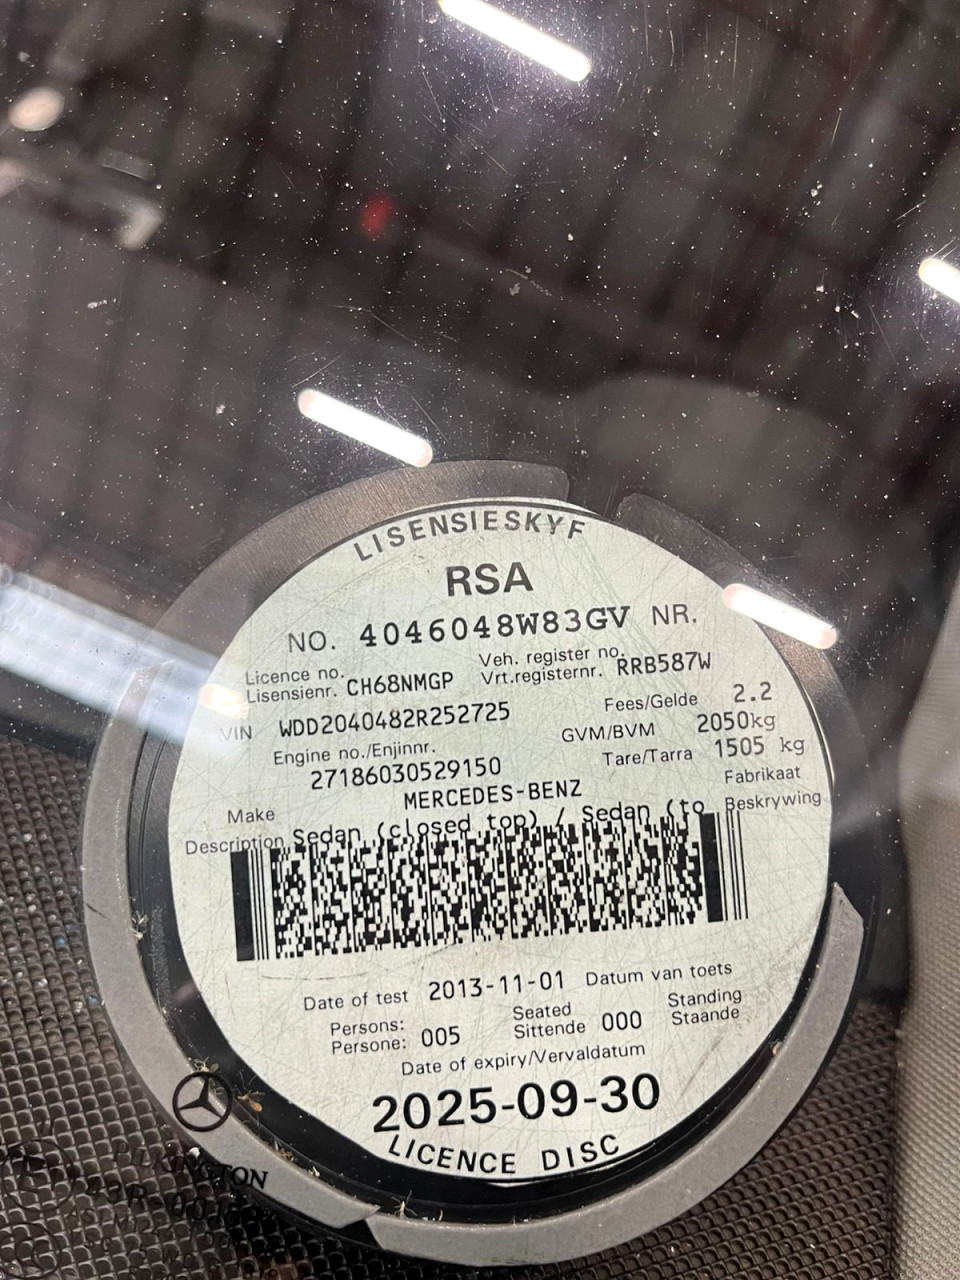 LISENSIESKYF
RSA
NO. 4046048W83GV NR.
Licence no. Veh. register no.
Lisensienr. CH68NMGP Vrt.registernr. RRB587W
VIN WDD2040482R252725 Fees/Gelde 2.2
Engine no./Enjinnr. GVM/BVM 2050kg
27186030529150 Tare/Tarra 1505 kg
Make MERCEDES-BENZ Fabrikaat
Description Sedan (closed top) / Sedan (to Beskrywing
Date of test 2013-11-01 Datum van toets
Persons: Seated Standing
Persone: 005 Sittende 000 Staande
Date of expiry/Vervaldatum
2025-09-30
LICENCE DISC
PILKINGTON